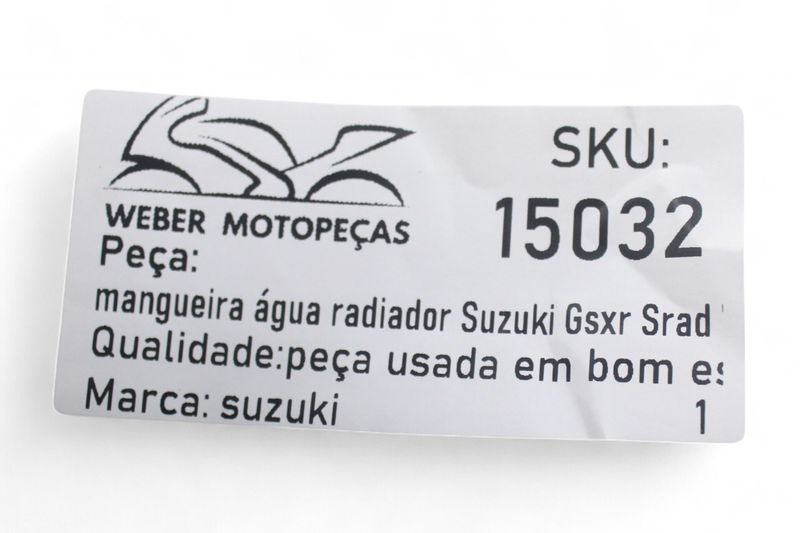 WEBER MOTOPEÇAS
SKU:
15032
Peça:
mangueira água radiador Suzuki Gsxr Srad
Qualidade:peça usada em bom
Marca: suzuki
1